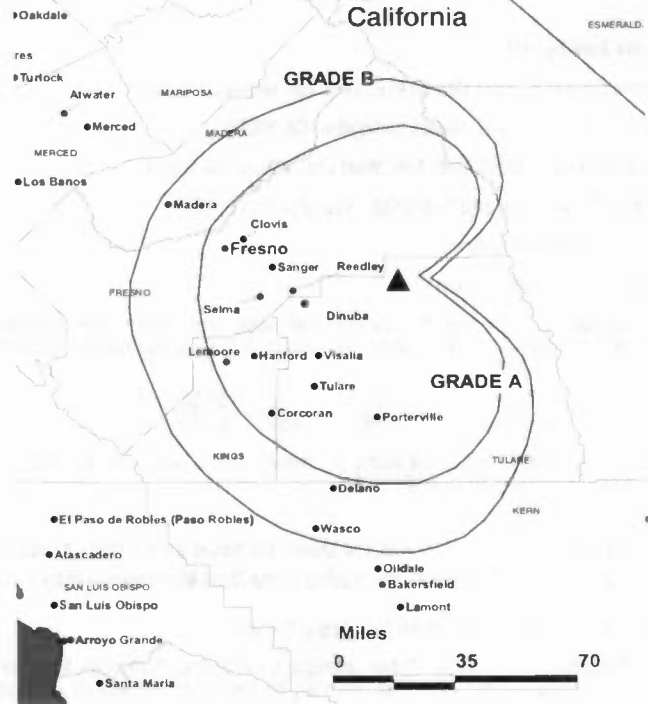 California
Oakdale
ESMERALD
res
Turlock
GRADE B
Atwater
MARIPOSA
Merced
MADERA
MERCED
Los Banos
Madera
Clovis
Fresno
Sanger
Reedley
FRESNO
Selma
Dinuba
Lemoore
Hanford
Visalia
GRADE A
Tulare
Corcoran
Porterville
KINGS
TULARE
Delano
KERN
El Paso de Robles (Paso Robles)
Wasco
Atascadero
Oildale
Bakersfield
SAN LUIS OBISPO
San Luis Obispo
Lamont
Arroyo Grande
Miles
0 35 70
Santa Maria